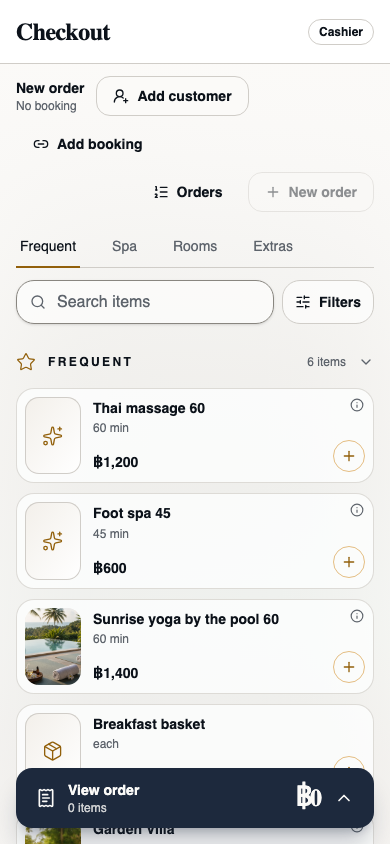 Checkout
Cashier
New order
No booking
Add customer
Add booking
Orders
New order
Frequent
Spa
Rooms
Extras
Search items
Filters
FREQUENT
6 items
Thai massage 60
60 min
฿1,200
Foot spa 45
45 min
฿600
Sunrise yoga by the pool 60
60 min
฿1,400
Breakfast basket
each
View order
0 items
฿0
Garden Villa